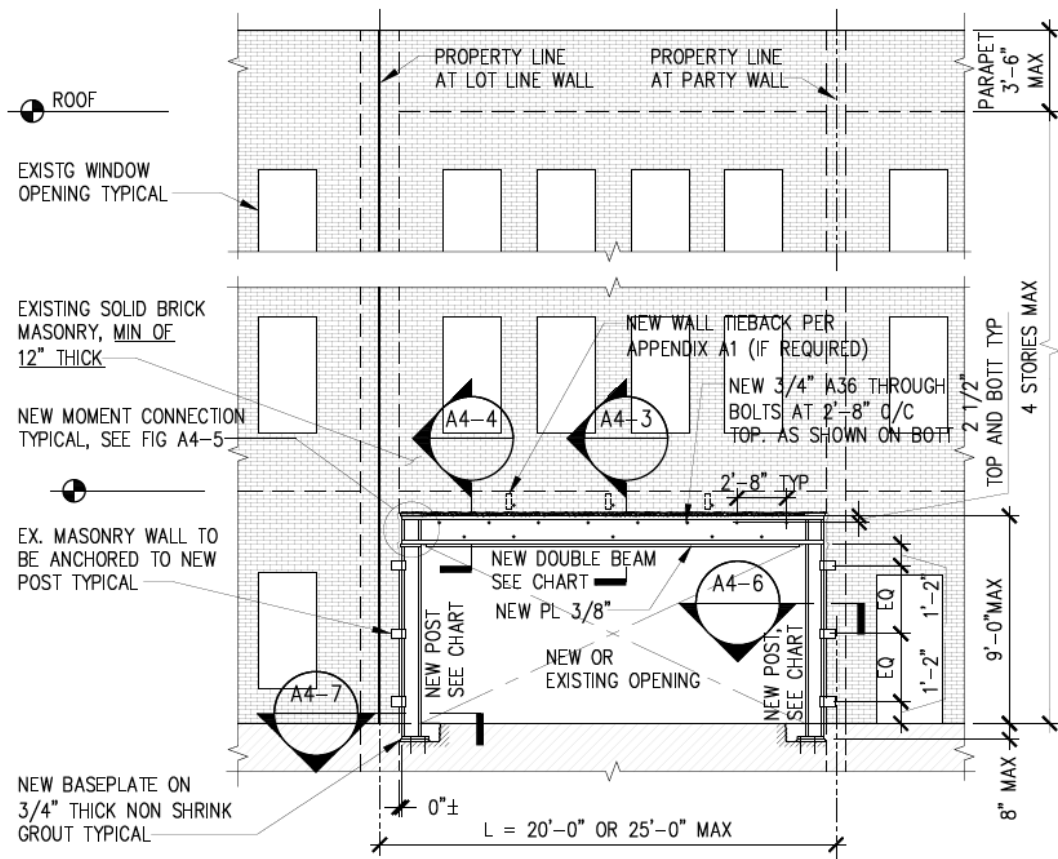 PROPERTY LINE
AT LOT LINE WALL
PROPERTY LINE
AT PARTY WALL
PARAPET
3'-6"
MAX
ROOF
EXISTG WINDOW
OPENING TYPICAL
EXISTING SOLID BRICK
MASONRY, MIN OF
12" THICK
NEW WALL TIEBACK PER
APPENDIX A1 (IF REQUIRED)
NEW 3/4" A36 THROUGH
BOLTS AT 2'-8" O/C
TOP. AS SHOWN ON BOTT
2 1/2"
TOP AND BOTT TYP
4 STORIES MAX
NEW MOMENT CONNECTION
TYPICAL, SEE FIG A4-5
A4-4
A4-3
2'-8" TYP
EX. MASONRY WALL TO
BE ANCHORED TO NEW
POST TYPICAL
NEW DOUBLE BEAM
SEE CHART
NEW PL 3/8"
A4-6
NEW POST
SEE CHART
NEW OR
EXISTING OPENING
NEW POST,
SEE CHART
EQ
1'-2"
EQ
1'-2"
9'-0"MAX
A4-7
NEW BASEPLATE ON
3/4" THICK NON SHRINK
GROUT TYPICAL
0"±
L = 20'-0" OR 25'-0" MAX
8" MAX